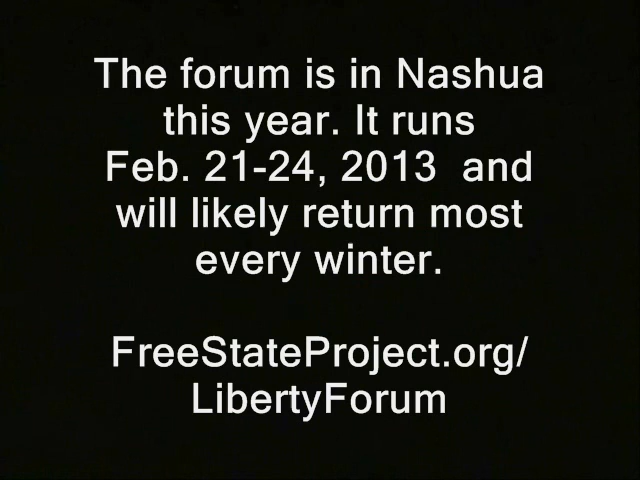 The forum is in Nashua
this year. It runs
Feb. 21-24, 2013  and
will likely return most
every winter.
FreeStateProject.org/
LibertyForum